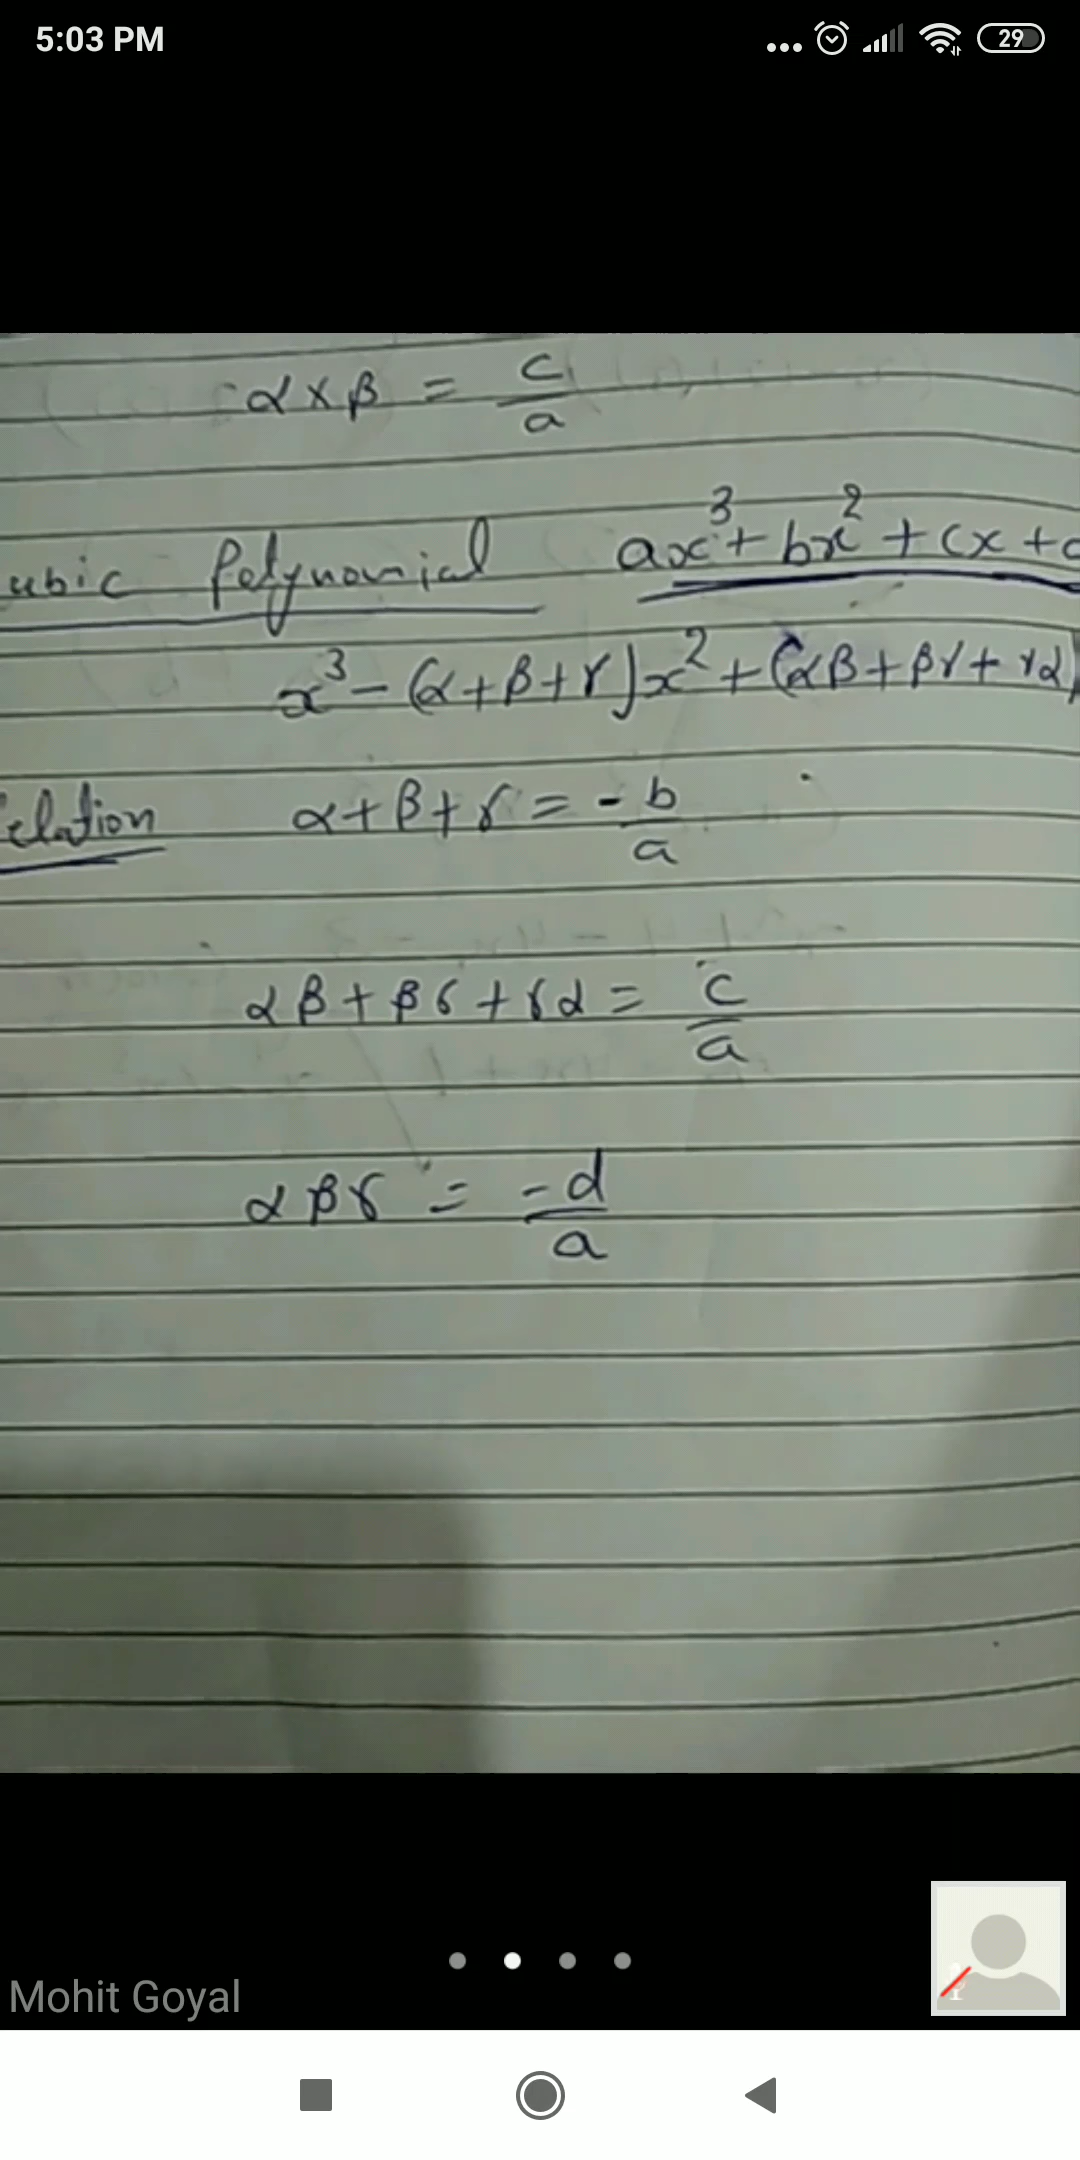 5:03 PM
29
α x β = c/a
ubic Polynomial ax³ + bx² + cx +
x³ - (α + β + γ)x² + (αβ + βγ + γα)
elation α + β + γ = - b/a
αβ + βγ + γα = c/a
αβγ = -d/a
Mohit Goyal